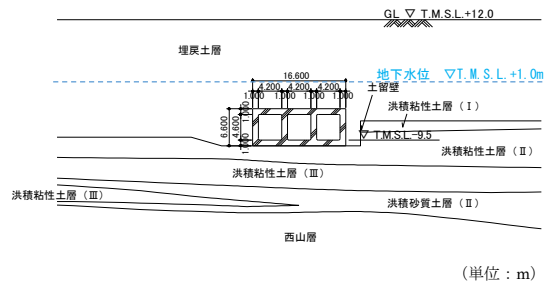 GL ▽ T.M.S.L.+12.0
埋戻土層
地下水位 ▽T.M.S.L.+1.0m
16.600
土留壁
4.200 4.200 4.200
1.000 1.000 1.000 1.000
洪積粘性土層（Ⅰ）
6.600
1.000
4.600
1.000
▽ T.M.S.L.-9.5
洪積粘性土層（Ⅱ）
洪積粘性土層（Ⅲ）
洪積粘性土層（Ⅲ）
洪積砂質土層（Ⅱ）
西山層
（単位：m）